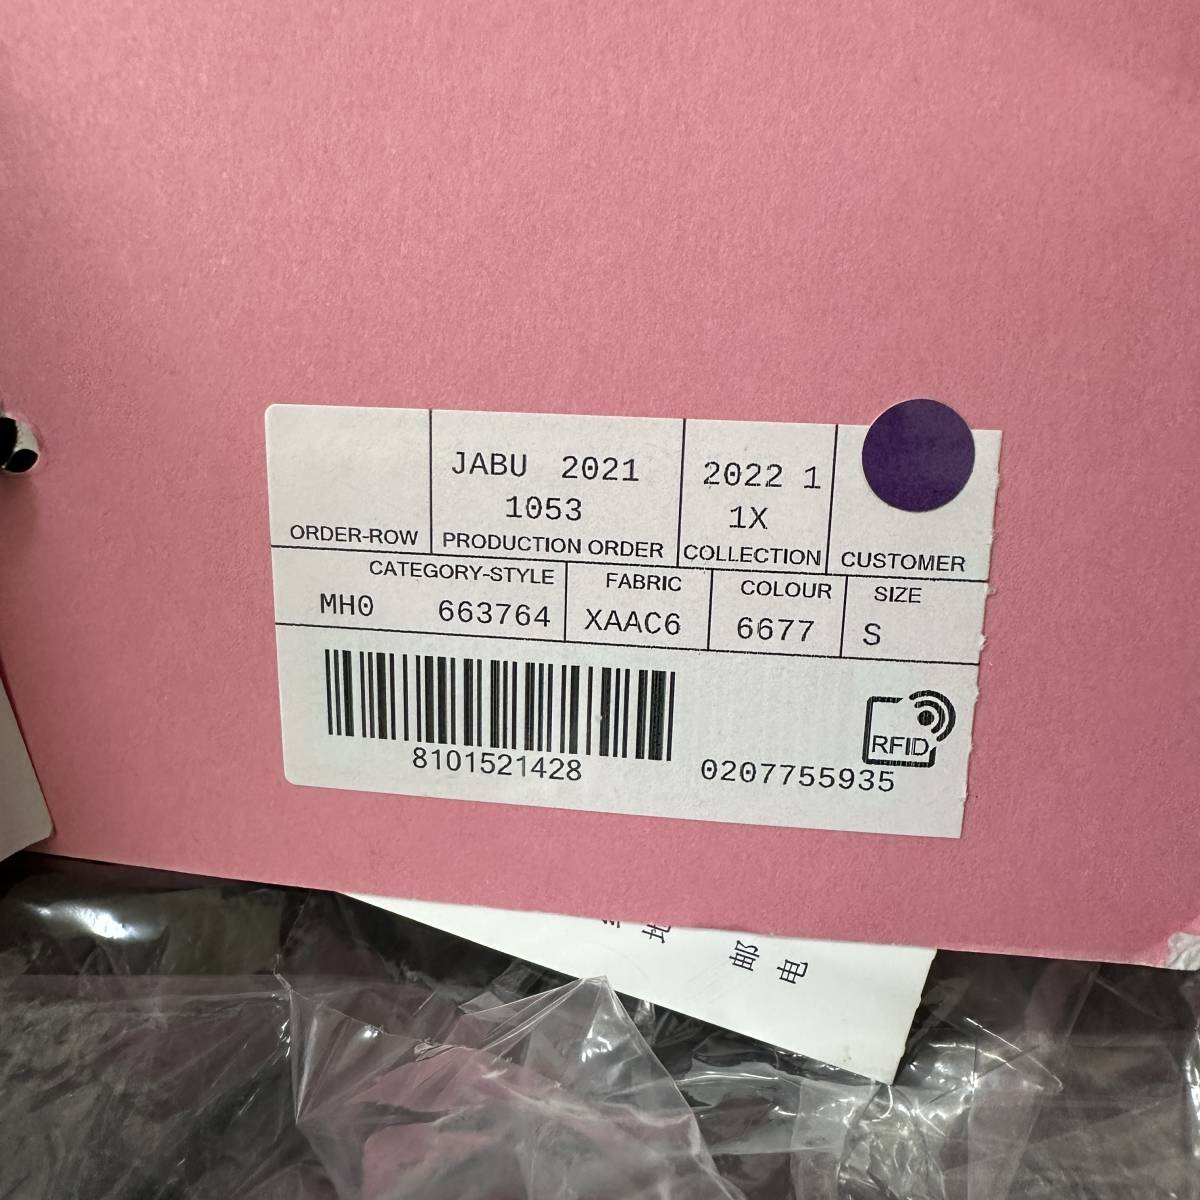 JABU 2021
1053
2022 1
1X
ORDER-ROW PRODUCTION ORDER COLLECTION CUSTOMER
CATEGORY-STYLE FABRIC COLOUR SIZE
MH0 663764 XAAC6 6677 S
RFID
8101521428 0207755935
邮
电